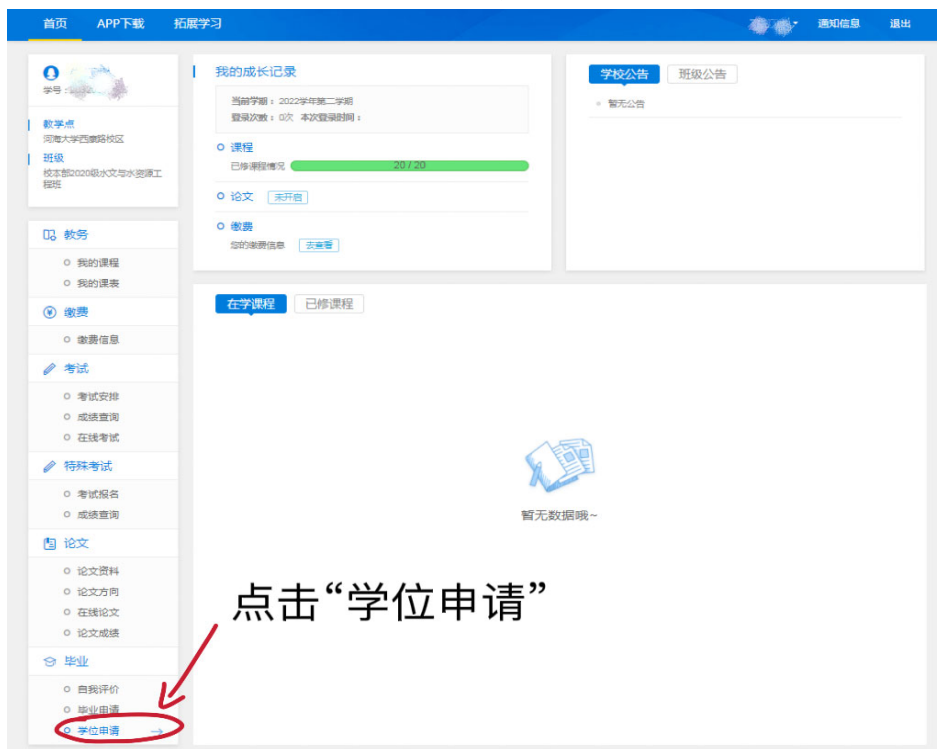 首页 APP下载 拓展学习 通知信息 退出
学号：
教学点
河海大学西康路校区
班级
校本部2020级水文与水资源工
程班
我的成长记录
当前学期：2022学年第二学期
登录次数：0次 本次登录时间：
课程
已修课程情况 20 / 20
论文 未开启
缴费
您的缴费信息 去查看
学校公告 班级公告
暂无公告
教务
我的课程
我的课表
缴费
缴费信息
考试
考试安排
成绩查询
在线考试
特殊考试
考试报名
成绩查询
论文
论文资料
论文方向
在线论文
论文成绩
毕业
自我评价
毕业申请
学位申请 →
在学课程 已修课程
暂无数据哦~
点击“学位申请”